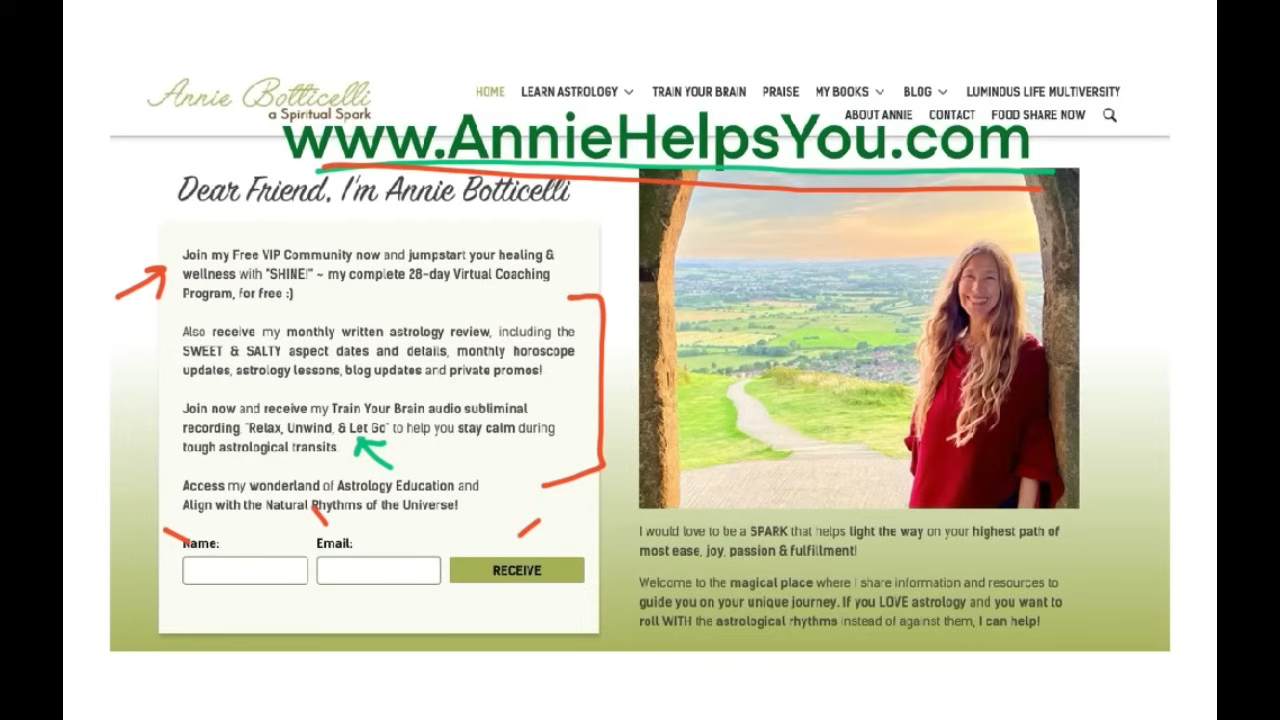 Annie Botticelli
a Spiritual Spark
HOME LEARN ASTROLOGY TRAIN YOUR BRAIN PRAISE MY BOOKS BLOG LUMINOUS LIFE MULTIVERSITY
ABOUT ANNIE CONTACT FOOD SHARE NOW
www.AnnieHelpsYou.com
Dear Friend, I'm Annie Botticelli
Join my Free VIP Community now and jumpstart your healing &
wellness with "SHINE!" ~ my complete 28-day Virtual Coaching
Program, for free :)
Also receive my monthly written astrology review, including the
SWEET & SALTY aspect dates and details, monthly horoscope
updates, astrology lessons, blog updates and private promos!
Join now and receive my Train Your Brain audio subliminal
recording, "Relax, Unwind, & Let Go" to help you stay calm during
tough astrological transits.
Access my wonderland of Astrology Education and
Align with the Natural Rhythms of the Universe!
Name: Email:
RECEIVE
I would love to be a SPARK that helps light the way on your highest path of
most ease, joy, passion & fulfillment!
Welcome to the magical place where I share information and resources to
guide you on your unique journey. If you LOVE astrology and you want to
roll WITH the astrological rhythms instead of against them, I can help!